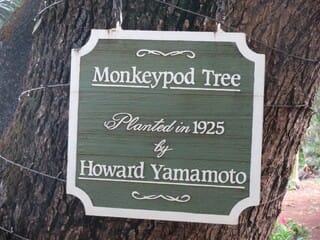 Monkeypod Tree
Planted in 1925
by
Howard Yamamoto